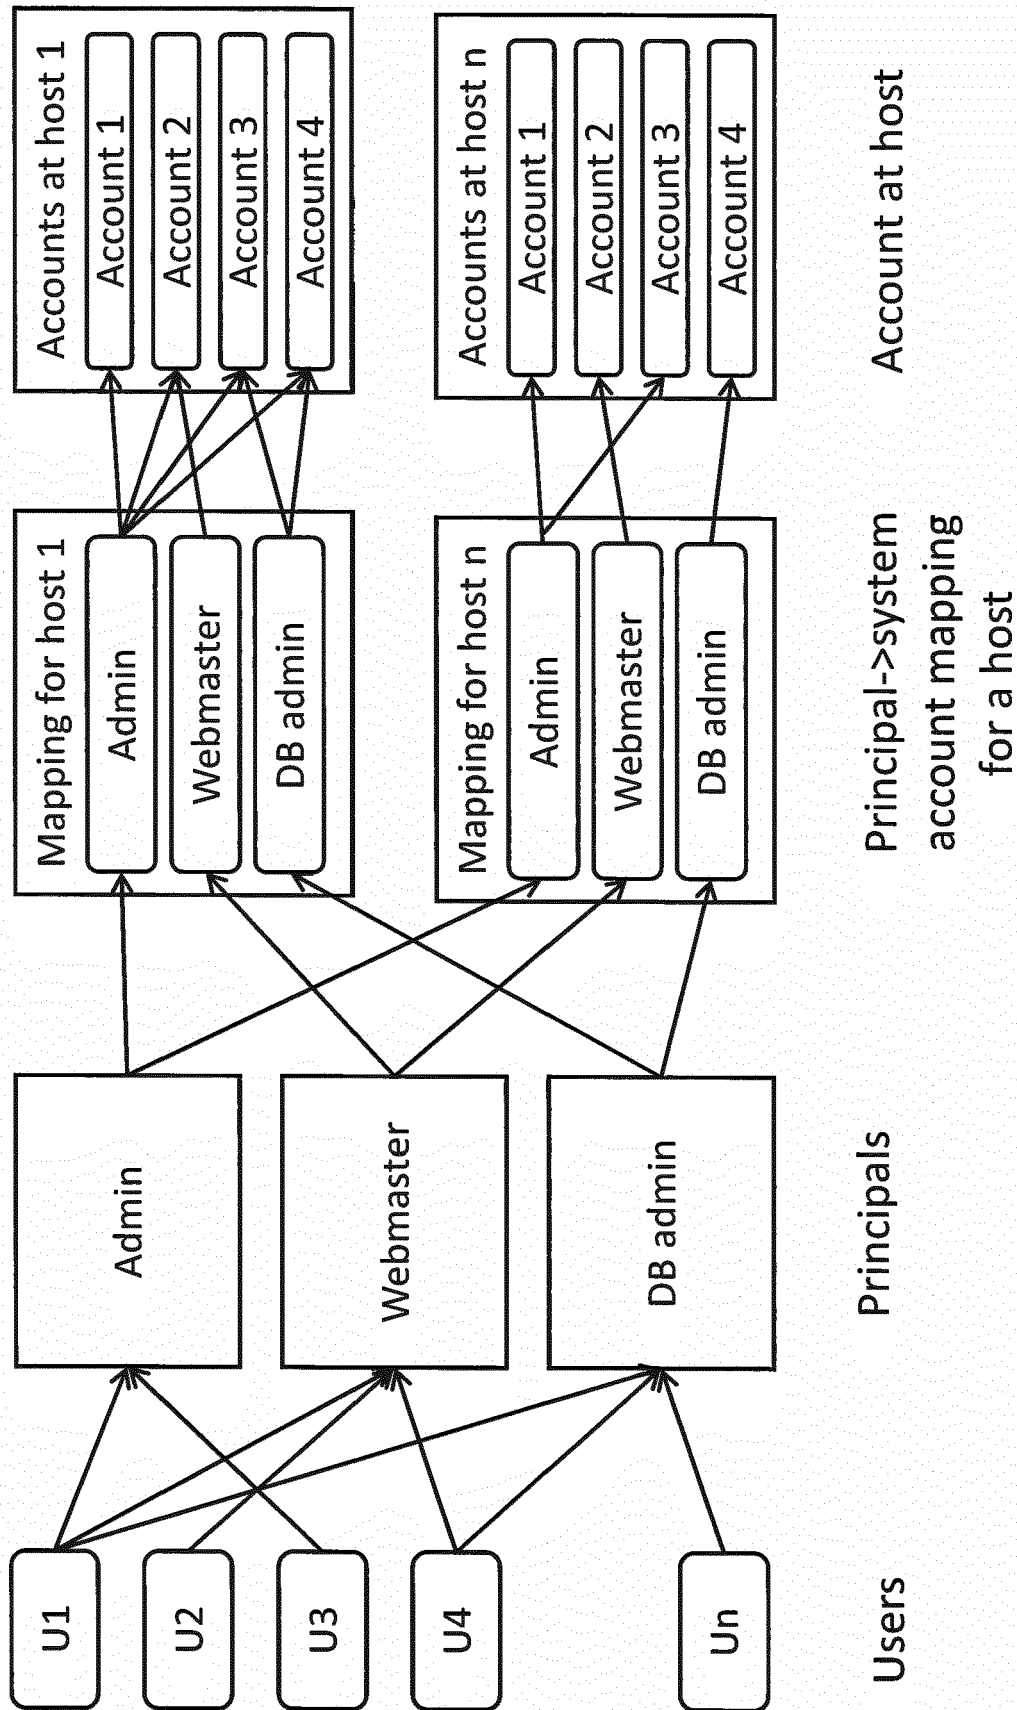 U1
U2
U3
U4
Un
Users
Admin
Webmaster
DB admin
Principals
Mapping for host 1
Admin
Webmaster
DB admin
Mapping for host n
Admin
Webmaster
DB admin
Principal->system
account mapping
for a host
Accounts at host 1
Account 1
Account 2
Account 3
Account 4
Accounts at host n
Account 1
Account 2
Account 3
Account 4
Account at host